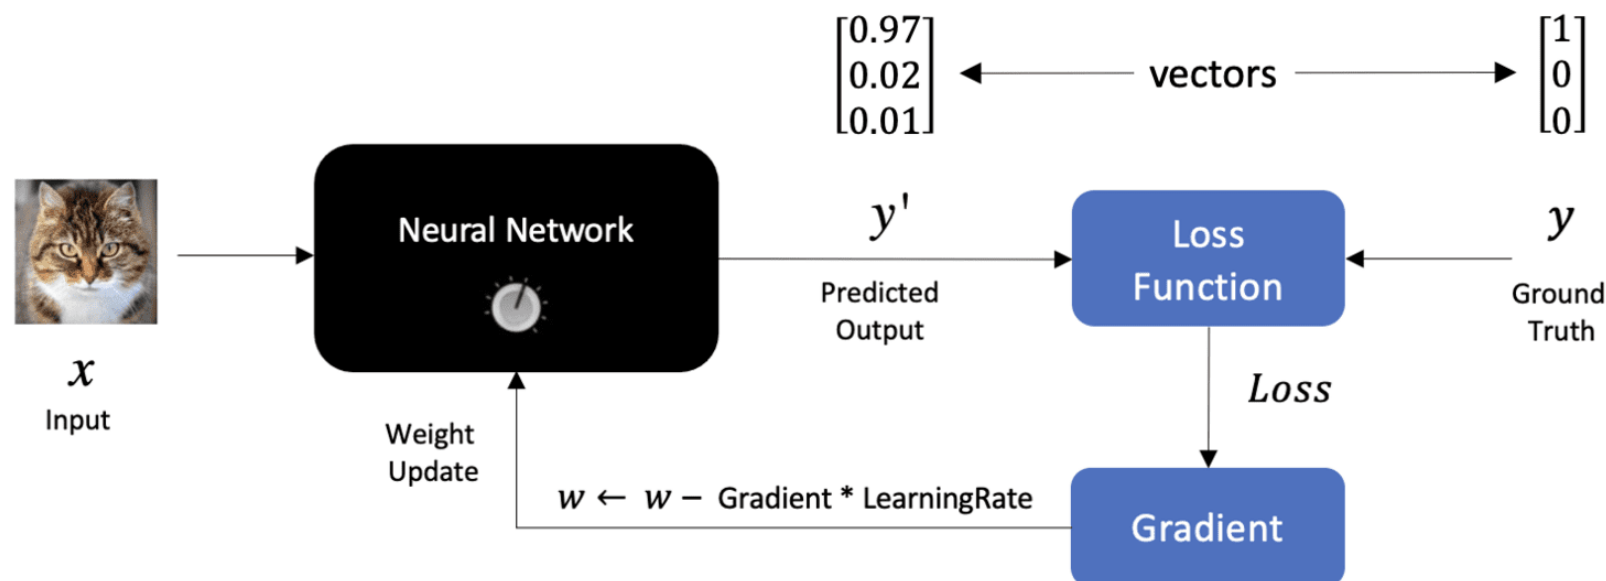 [0.97]
[0.02]
[0.01]
vectors
[1]
[0]
[0]
Neural Network
y'
Predicted
Output
Loss
Function
y
Ground
Truth
x
Input
Loss
Weight
Update
w ← w − Gradient * LearningRate
Gradient